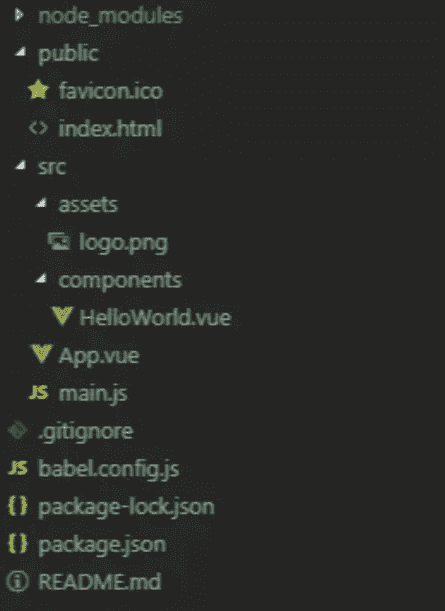 node_modules
public
favicon.ico
<> index.html
src
assets
logo.png
components
HelloWorld.vue
App.vue
JS main.js
.gitignore
JS babel.config.js
{} package-lock.json
{} package.json
README.md